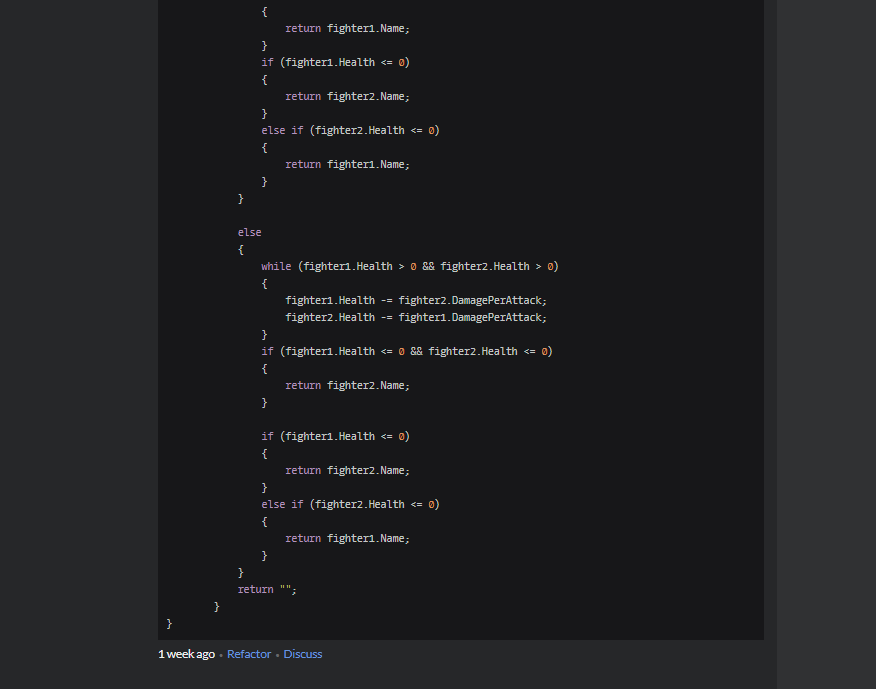 {
return fighter1.Name;
}
if (fighter1.Health <= 0)
{
return fighter2.Name;
}
else if (fighter2.Health <= 0)
{
return fighter1.Name;
}
}
else
{
while (fighter1.Health > 0 && fighter2.Health > 0)
{
fighter1.Health -= fighter2.DamagePerAttack;
fighter2.Health -= fighter1.DamagePerAttack;
}
if (fighter1.Health <= 0 && fighter2.Health <= 0)
{
return fighter2.Name;
}
if (fighter1.Health <= 0)
{
return fighter2.Name;
}
else if (fighter2.Health <= 0)
{
return fighter1.Name;
}
}
return "";
}
}
1 week ago • Refactor • Discuss